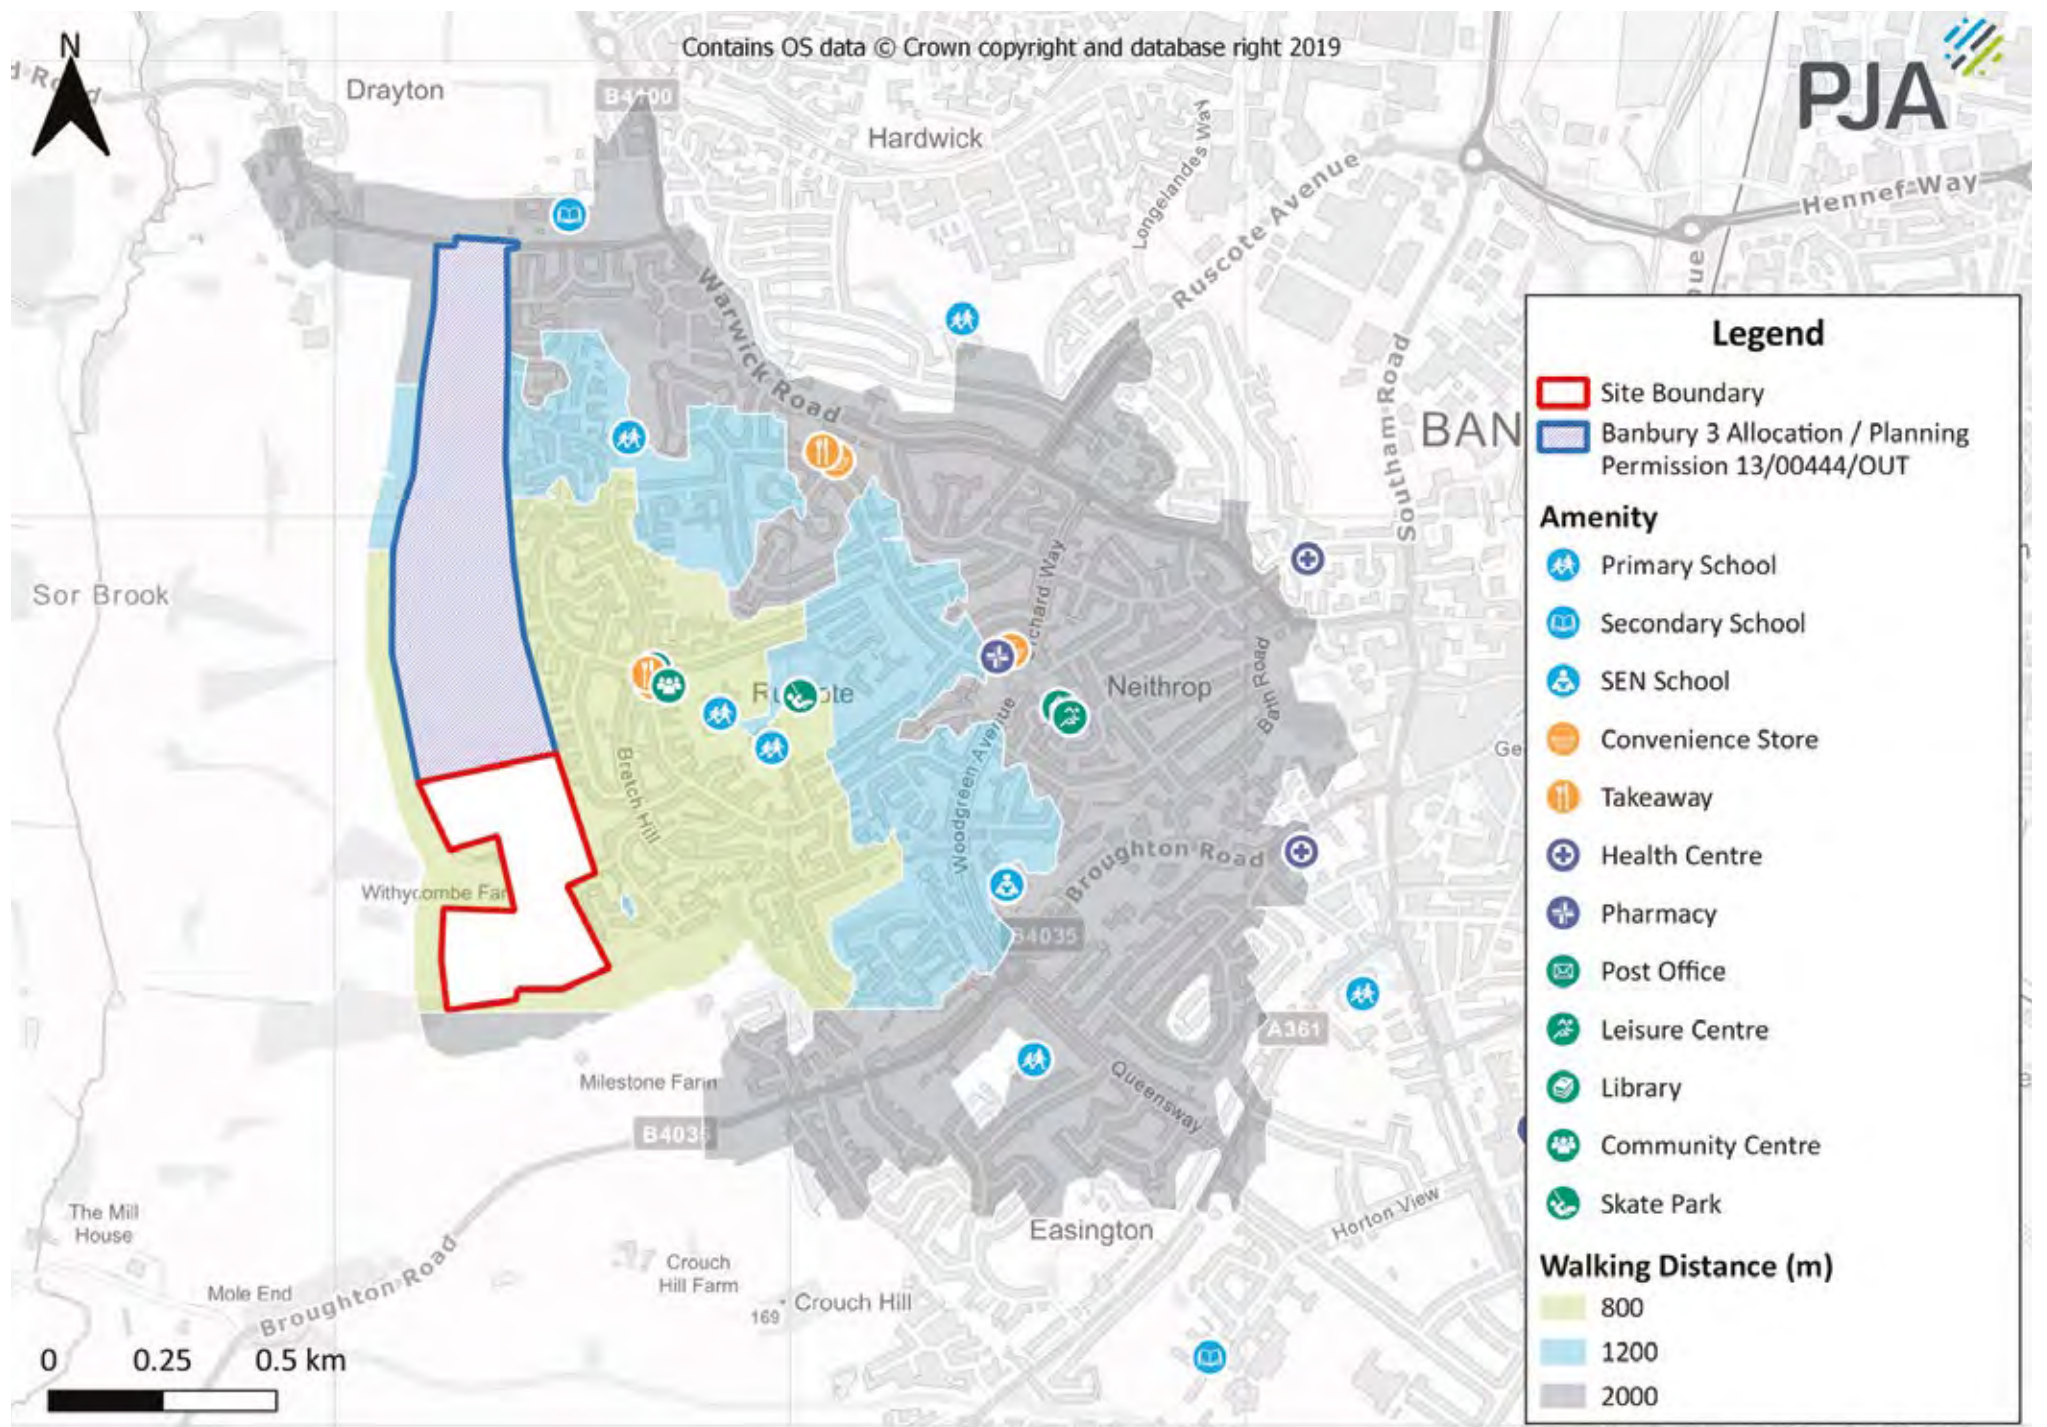 Contains OS data © Crown copyright and database right 2019
N
PJA
Drayton
B4100
Hardwick
Longelandes Way
Ruscote Avenue
Hennef Way
Warwick Road
Southam Road
BAN
Sor Brook
Neithrop
Bath Road
Bretch Hill
Woodgreen Avenue
Broughton Road
Withycombe
B4035
A361
Milestone Farm
Queensway
B4035
The Mill
House
Mole End
Broughton Road
Crouch
Hill Farm
169
Crouch Hill
Easington
Horton View
0 0.25 0.5 km
Legend
Site Boundary
Banbury 3 Allocation / Planning
Permission 13/00444/OUT
Amenity
Primary School
Secondary School
SEN School
Convenience Store
Takeaway
Health Centre
Pharmacy
Post Office
Leisure Centre
Library
Community Centre
Skate Park
Walking Distance (m)
800
1200
2000